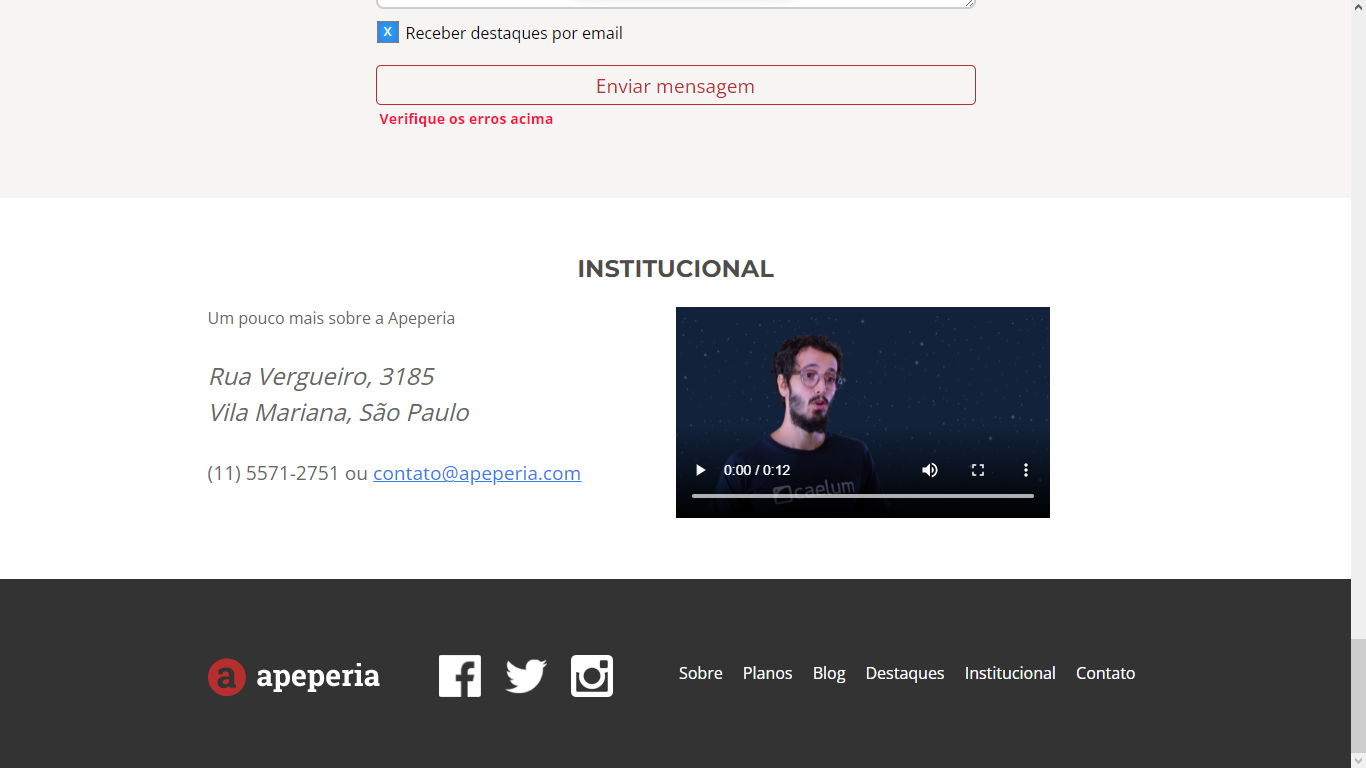 X Receber destaques por email
Enviar mensagem
Verifique os erros acima
INSTITUCIONAL
Um pouco mais sobre a Apeperia
Rua Vergueiro, 3185
Vila Mariana, São Paulo
(11) 5571-2751 ou contato@apeperia.com
0:00 / 0:12
caelum
a apeperia
Sobre Planos Blog Destaques Institucional Contato